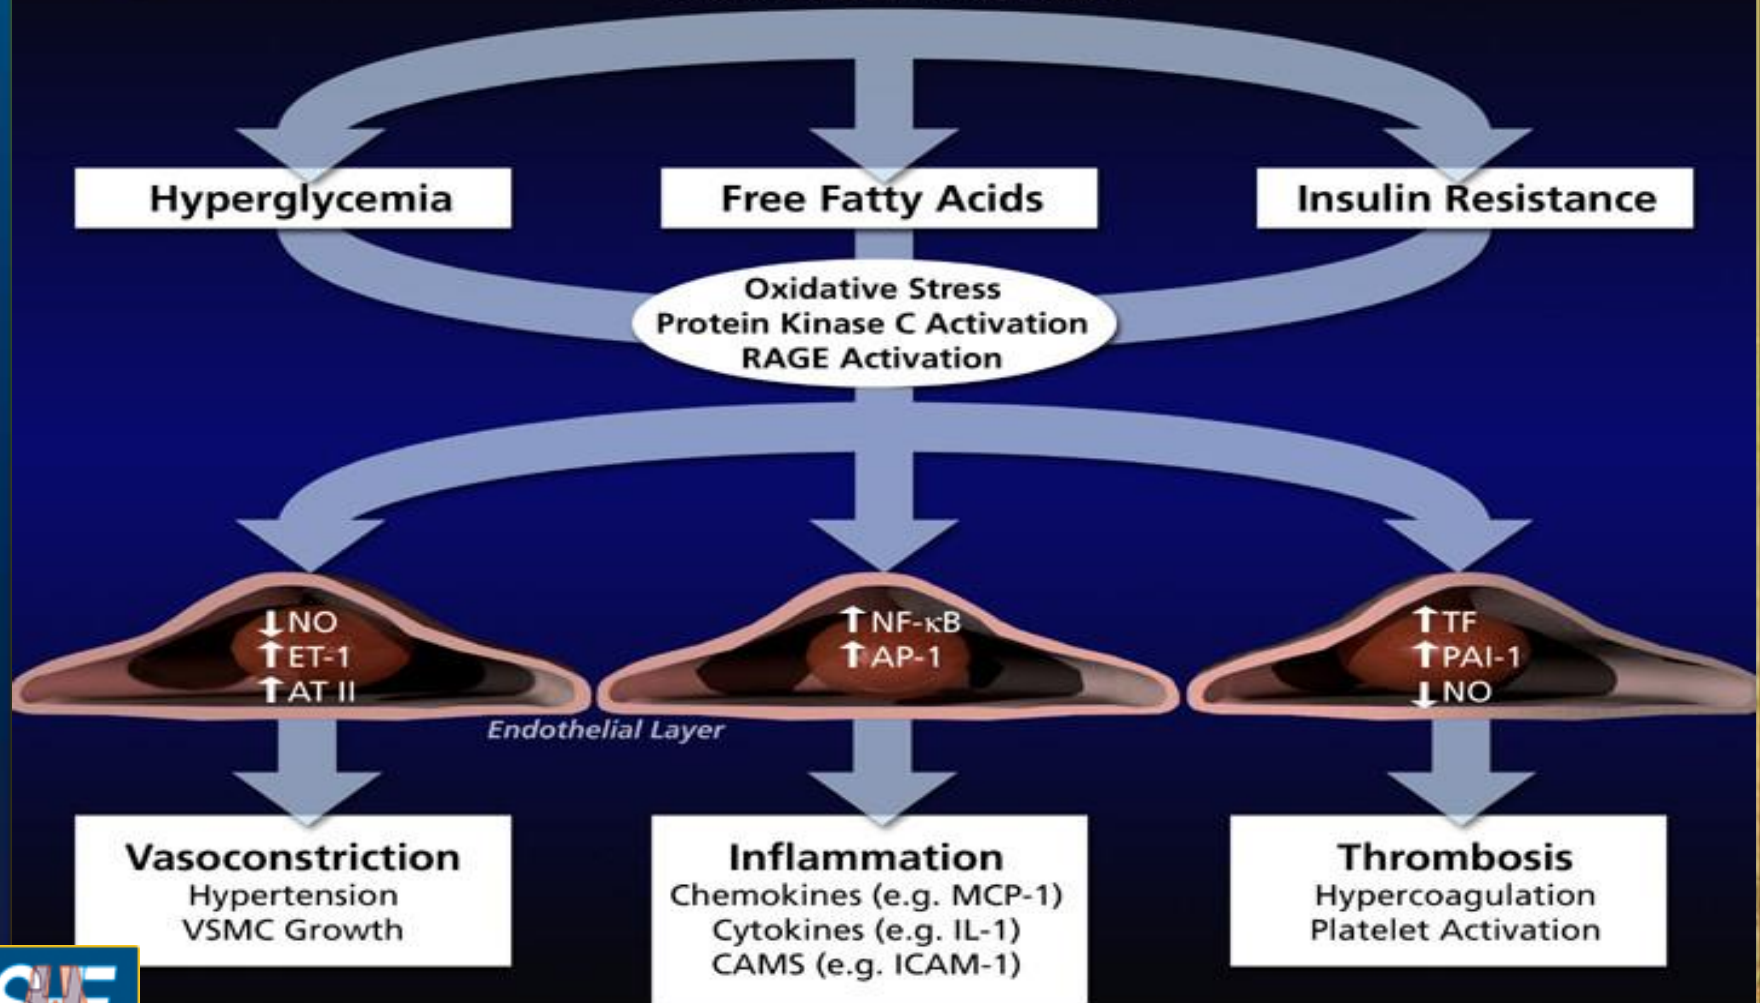 Hyperglycemia
Free Fatty Acids
Insulin Resistance
Oxidative Stress
Protein Kinase C Activation
RAGE Activation
↓NO
↑ET-1
↑AT II
↑NF-κB
↑AP-1
↑TF
↑PAI-1
↓NO
Endothelial Layer
Vasoconstriction
Hypertension
VSMC Growth
Inflammation
Chemokines (e.g. MCP-1)
Cytokines (e.g. IL-1)
CAMS (e.g. ICAM-1)
Thrombosis
Hypercoagulation
Platelet Activation